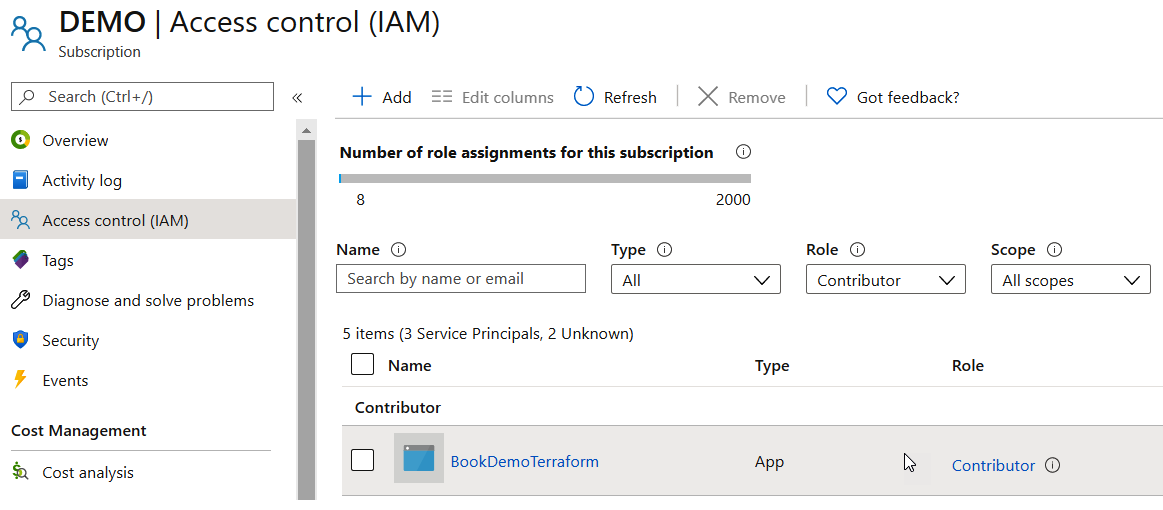 DEMO | Access control (IAM)
Subscription
Search (Ctrl+/)
«
Overview
Activity log
Access control (IAM)
Tags
Diagnose and solve problems
Security
Events
Cost Management
Cost analysis
Add Edit columns Refresh Remove Got feedback?
Number of role assignments for this subscription
8 2000
Name Type Role Scope
Search by name or email All Contributor All scopes
5 items (3 Service Principals, 2 Unknown)
Name Type Role
Contributor
BookDemoTerraform App Contributor